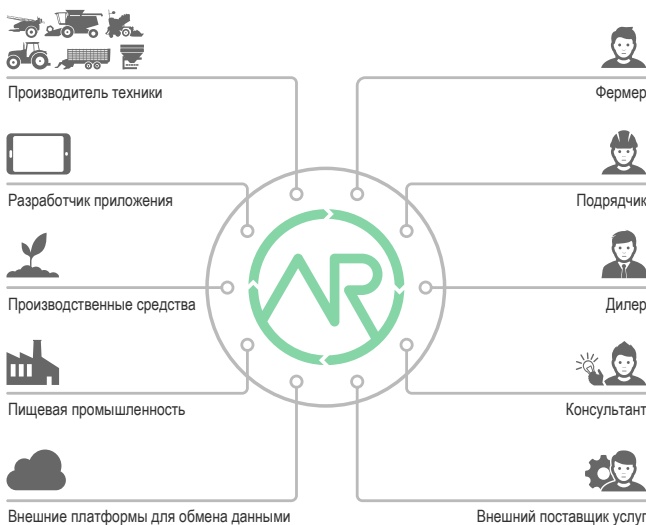 Производитель техники
Фермер
Разработчик приложения
Подрядчик
AR
Производственные средства
Дилер
Пищевая промышленность
Консультант
Внешние платформы для обмена данными
Внешний поставщик услуг